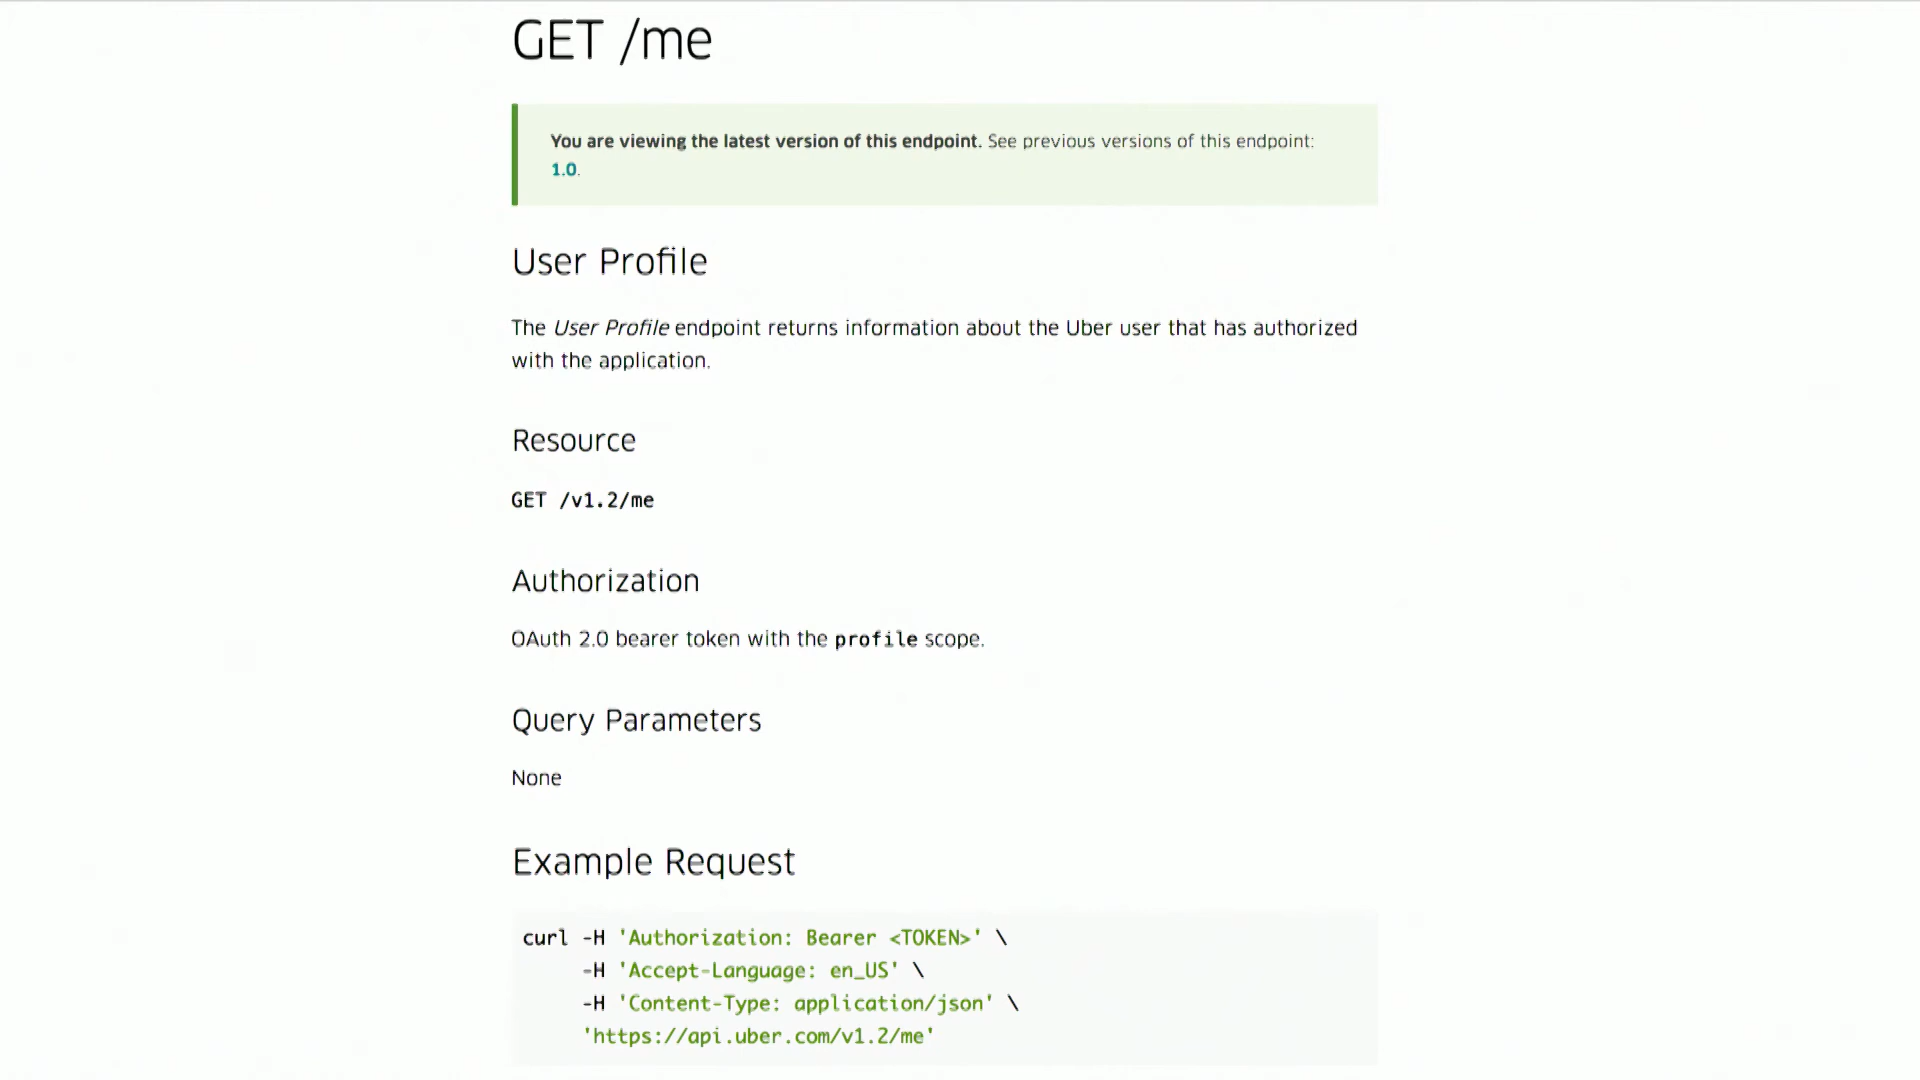 GET /me
You are viewing the latest version of this endpoint. See previous versions of this endpoint:
1.0.
User Profile
The User Profile endpoint returns information about the Uber user that has authorized
with the application.
Resource
GET /v1.2/me
Authorization
OAuth 2.0 bearer token with the profile scope.
Query Parameters
None
Example Request
curl -H 'Authorization: Bearer <TOKEN>' \
-H 'Accept-Language: en_US' \
-H 'Content-Type: application/json' \
'https://api.uber.com/v1.2/me'